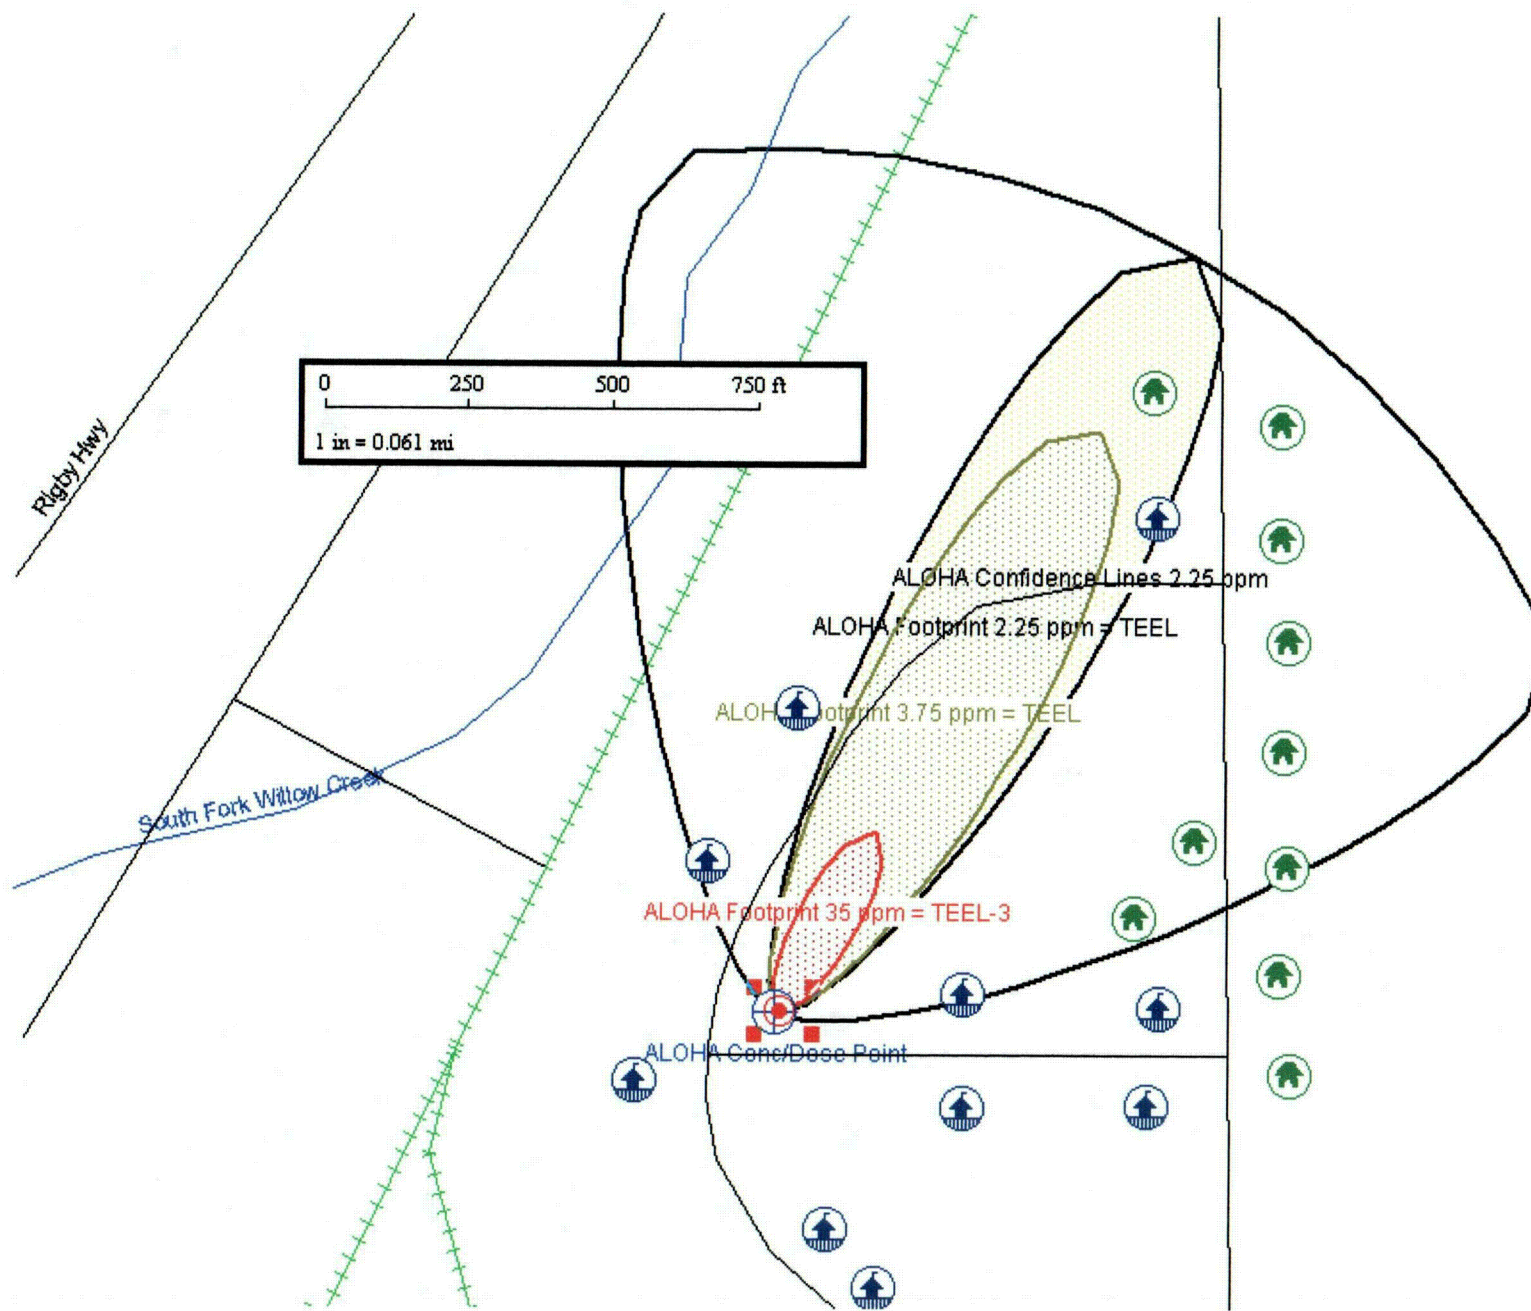 0 250 500 750 ft
1 in = 0.061 mi
Rigby Hwy
ALOHA Confidence Lines 2.25 ppm
ALOHA Footprint 2.25 ppm = TEEL
ALOH ootprint 3.75 ppm = TEEL
South Fork Willow Creek
ALOHA Footprint 35 ppm = TEEL-3
ALOHA Conc/Dose Point